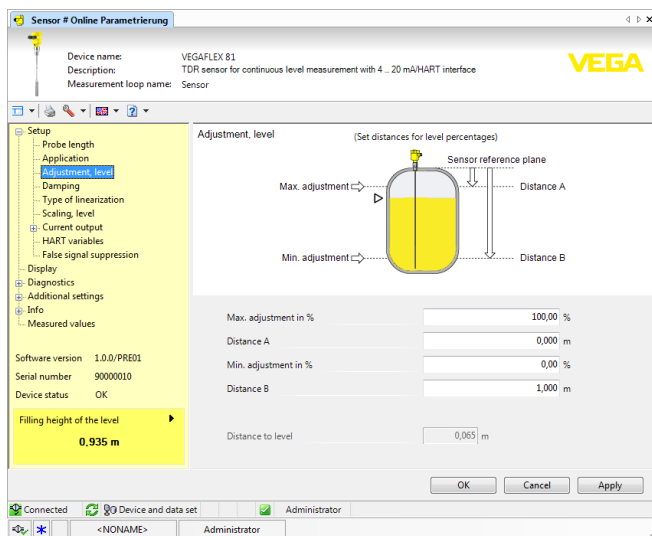 Sensor # Online Parametrierung
Device name: VEGAFLEX 81
Description: TDR sensor for continuous level measurement with 4 ... 20 mA/HART interface
Measurement loop name: Sensor
VEGA
Setup
Probe length
Application
Adjustment, level
Damping
Type of linearization
Scaling, level
Current output
HART variables
False signal suppression
Display
Diagnostics
Additional settings
Info
Measured values
Software version 1.0.0/PRE01
Serial number 90000010
Device status OK
Filling height of the level
0,935 m
Adjustment, level
(Set distances for level percentages)
Sensor reference plane
Max. adjustment
Distance A
Min. adjustment
Distance B
Max. adjustment in % 100,00 %
Distance A 0,000 m
Min. adjustment in % 0,00 %
Distance B 1,000 m
Distance to level 0,065 m
OK Cancel Apply
Connected Device and data set Administrator
<NONAME> Administrator